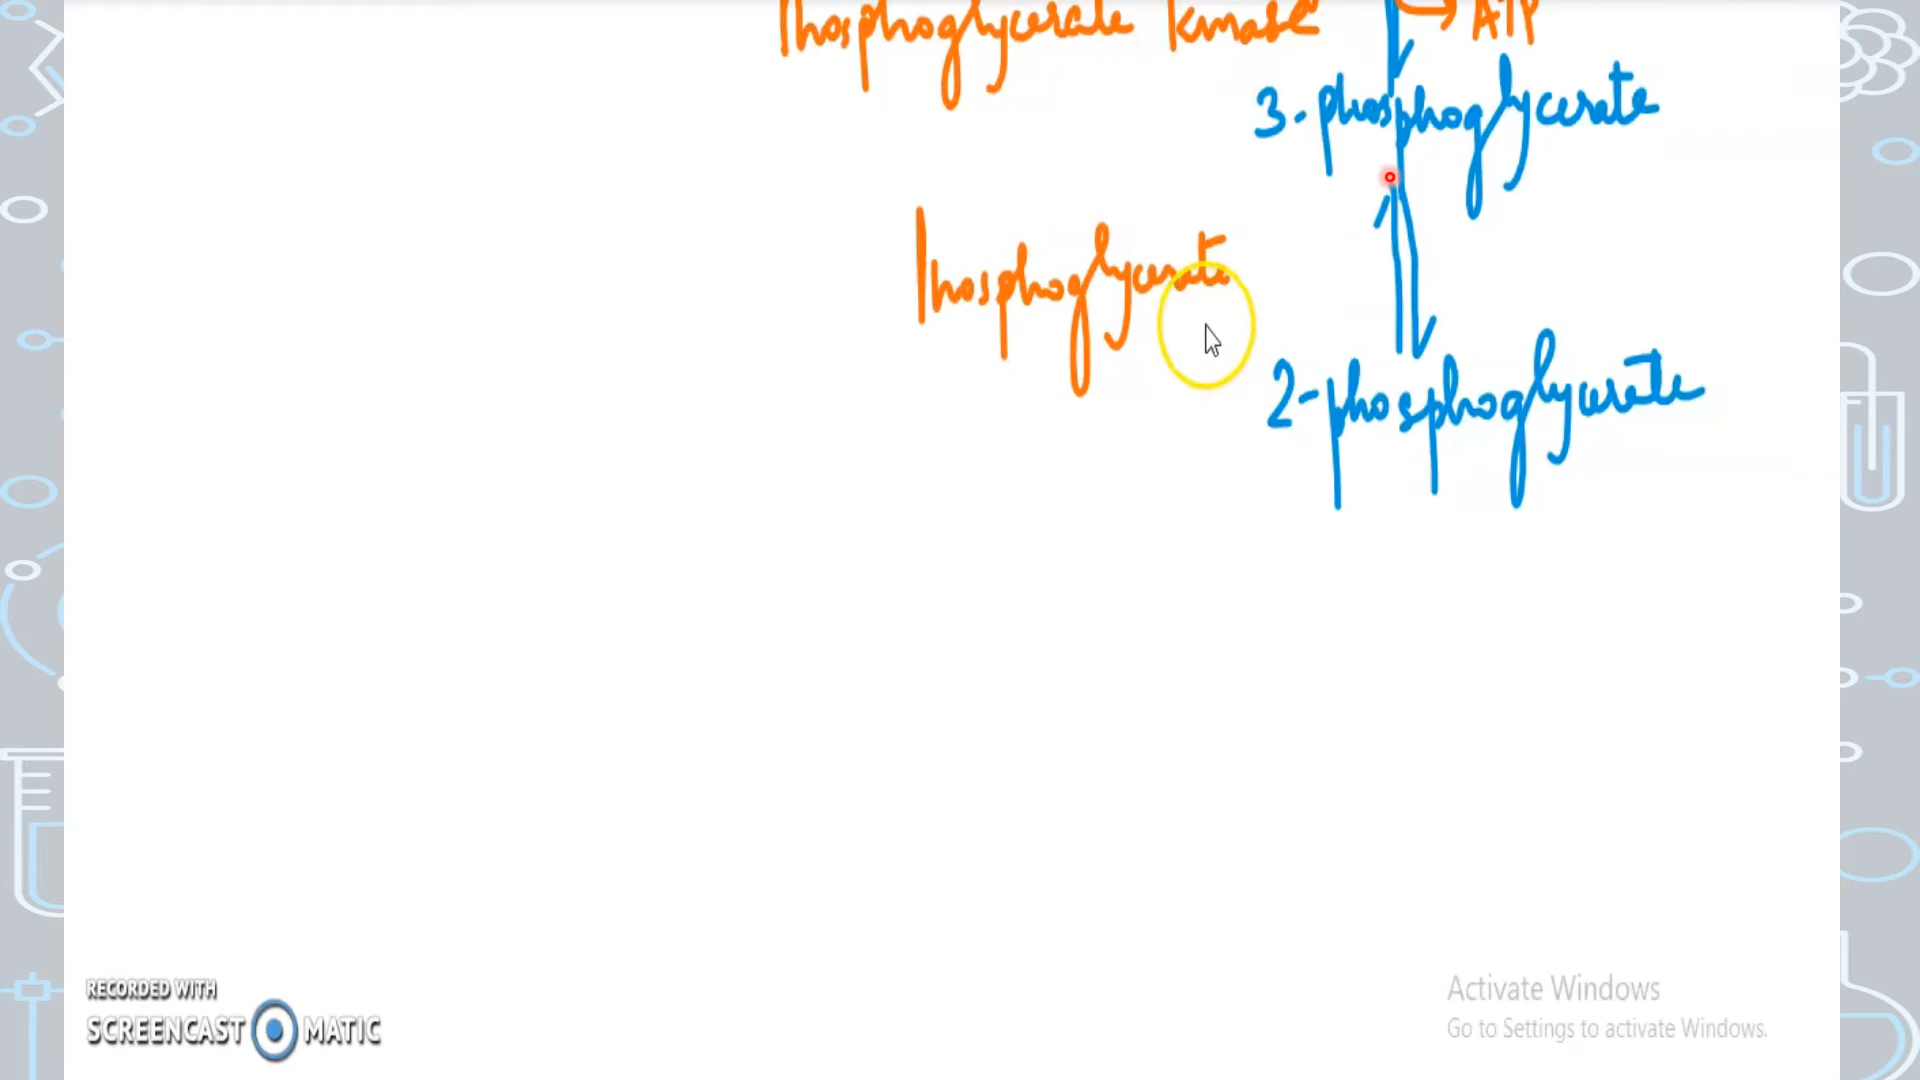 Phosphoglycerate kinase → ATP
3-phosphoglycerate
Phosphoglycerate
2-phosphoglycerate
RECORDED WITH
SCREENCAST MATIC
Activate Windows
Go to Settings to activate Windows.